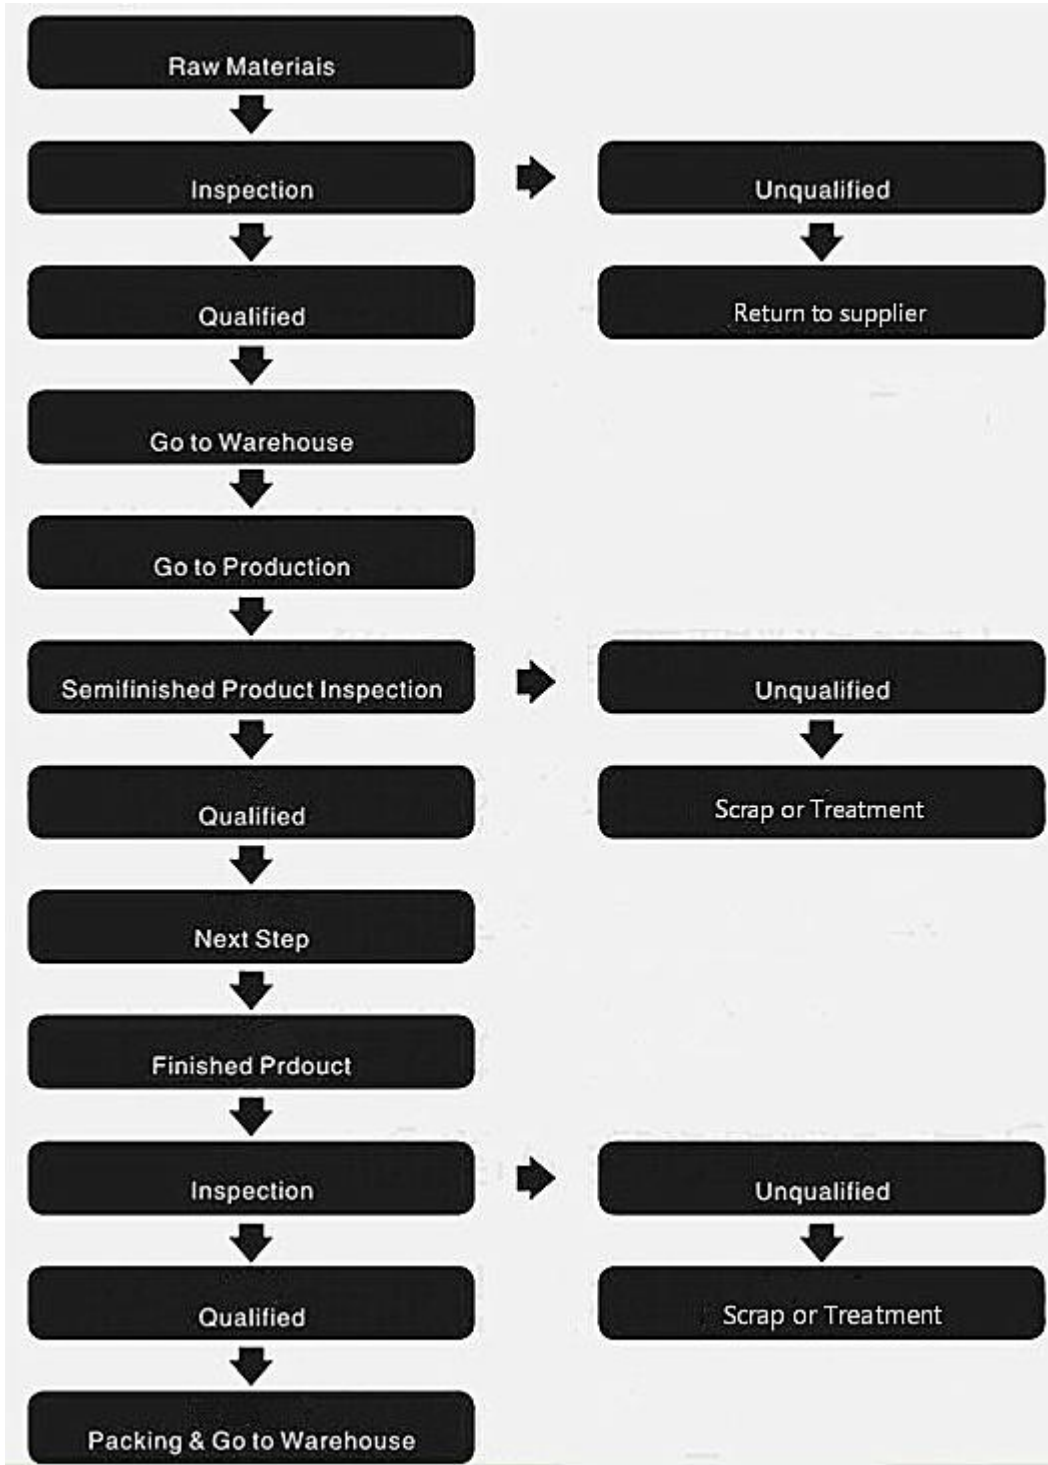 Raw Materiais
Inspection
Unqualified
Qualified
Return to supplier
Go to Warehouse
Go to Production
Semifinished Product Inspection
Unqualified
Qualified
Scrap or Treatment
Next Step
Finished Prdouct
Inspection
Unqualified
Qualified
Scrap or Treatment
Packing & Go to Warehouse